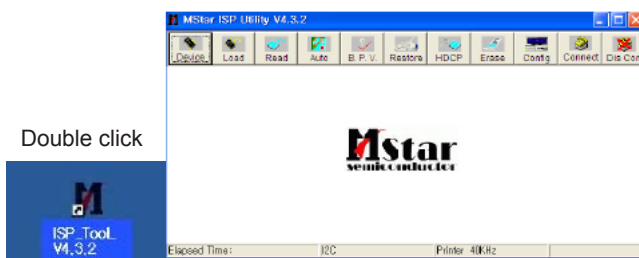 MStar ISP Utility V4.3.2
Device Load Read Auto B. P. V. Restore HDCP Erase Config Connect Dis Con
Double click
MStar
semiconductor
ISP_Tool_
V4.3.2
Elapsed Time: I2C Printer 40KHz